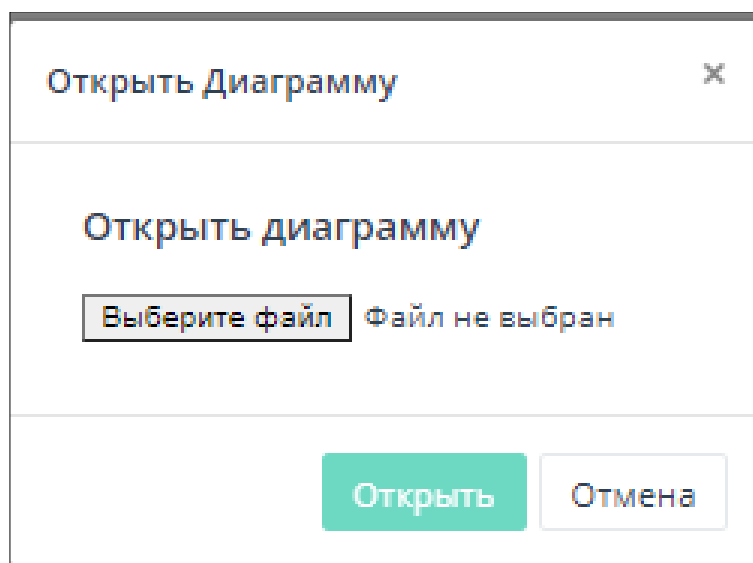 Открыть Диаграмму ×
Открыть диаграмму
Выберите файл Файл не выбран
Открыть Отмена